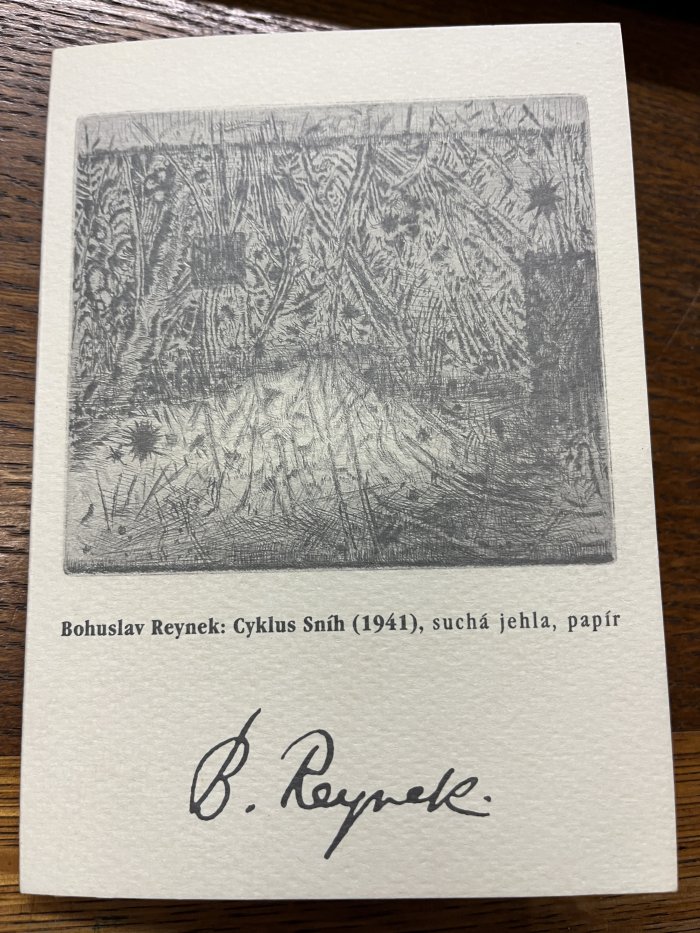 Bohuslav Reynek: Cyklus Sníh (1941), suchá jehla, papír
B. Reynek.